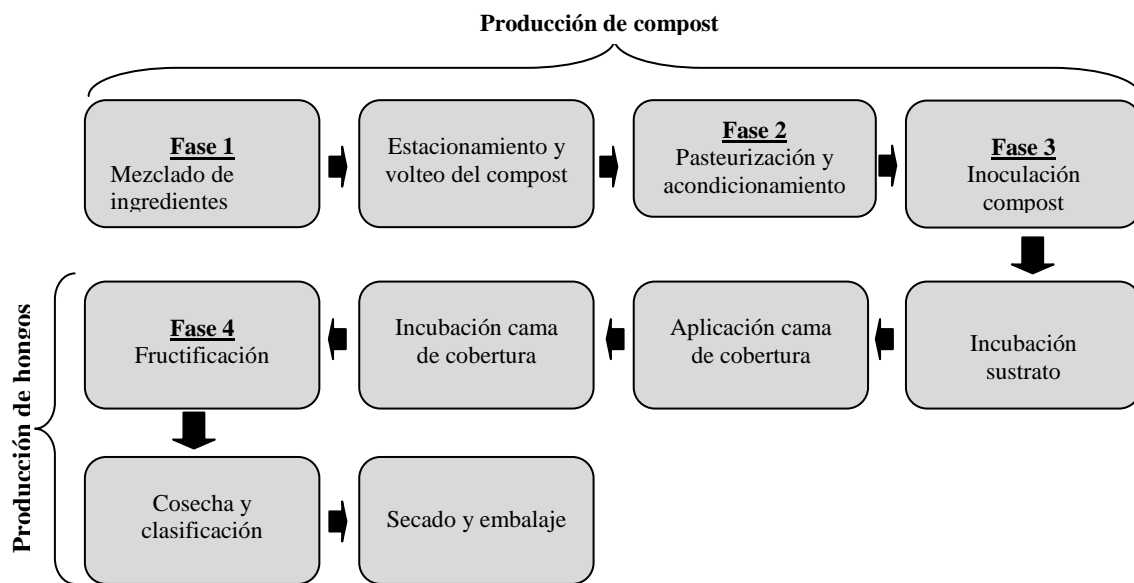 Producción de compost
Fase 1
Mezclado de
ingredientes
Estacionamiento y
volteo del compost
Fase 2
Pasteurización y
acondicionamiento
Fase 3
Inoculación
compost
Incubación
sustrato
Aplicación cama
de cobertura
Incubación cama
de cobertura
Fase 4
Fructificación
Producción de hongos
Cosecha y
clasificación
Secado y embalaje